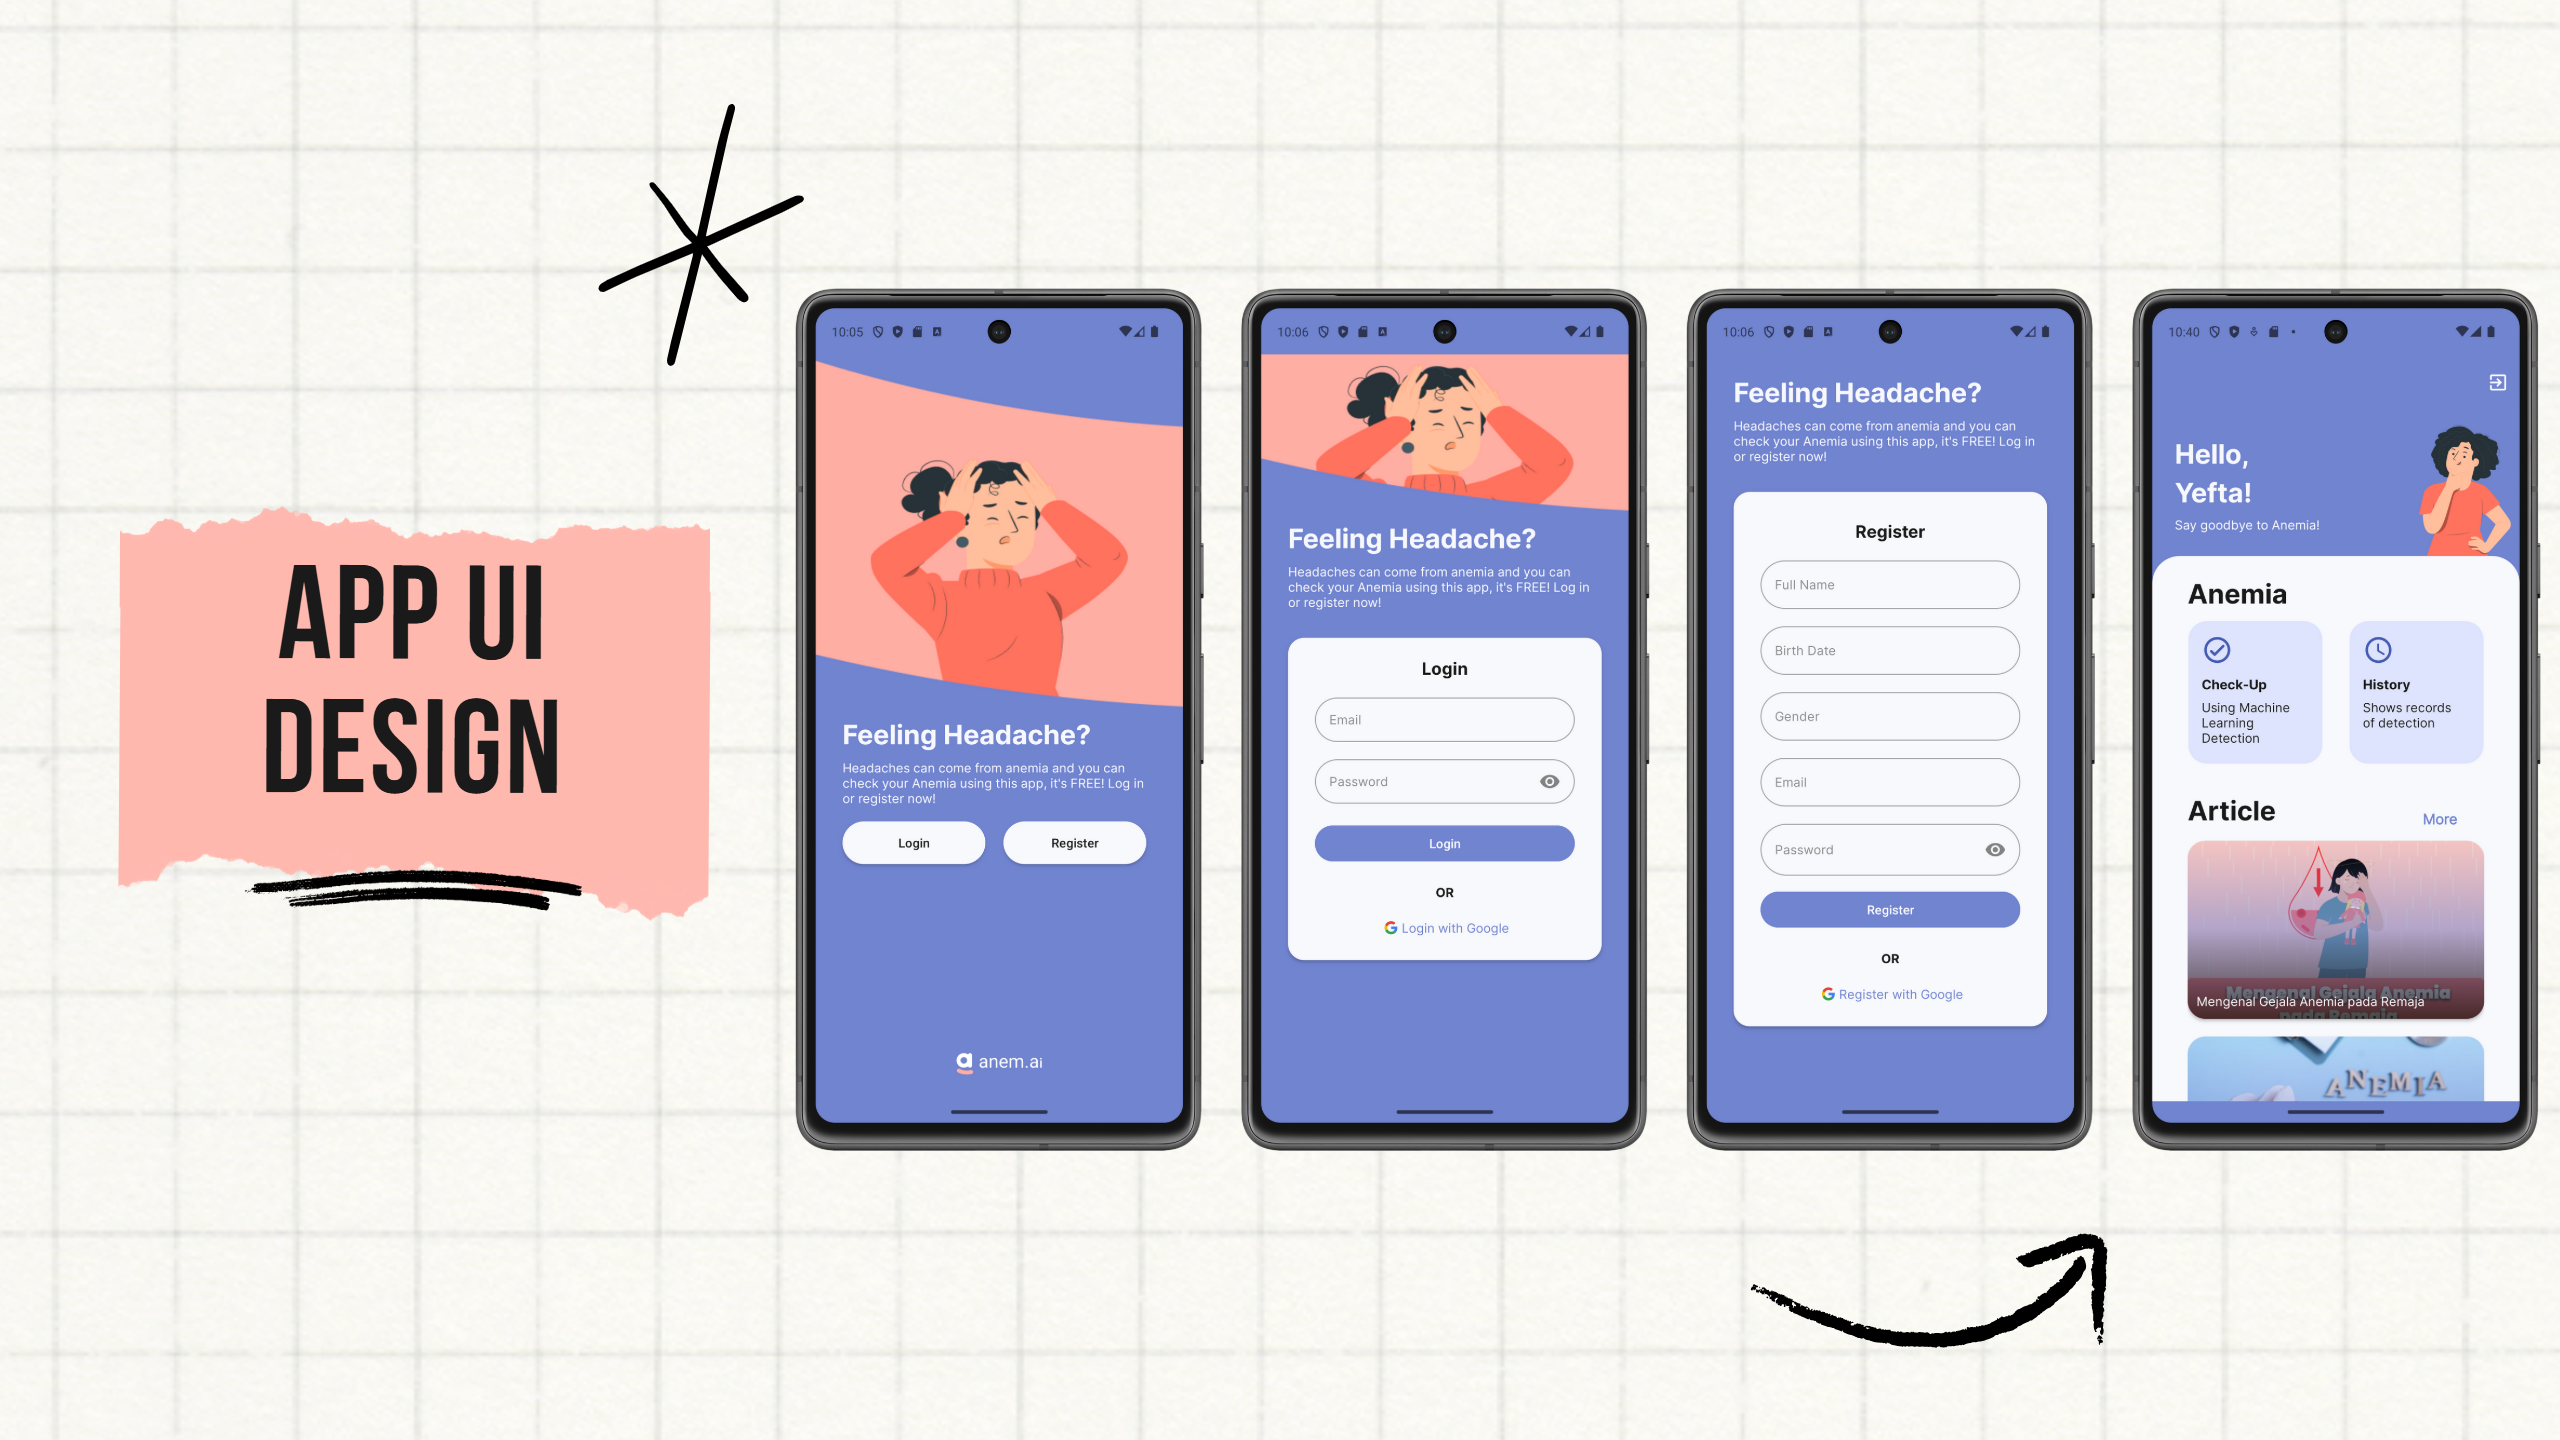 APP UI
DESIGN
10:05
Feeling Headache?
Headaches can come from anemia and you can
check your Anemia using this app, it's FREE! Log in
or register now!
Login
Register
anem.ai
10:06
Feeling Headache?
Headaches can come from anemia and you can
check your Anemia using this app, it's FREE! Log in
or register now!
Login
Email
Password
Login
OR
Login with Google
10:06
Feeling Headache?
Headaches can come from anemia and you can
check your Anemia using this app, it's FREE! Log in
or register now!
Register
Full Name
Birth Date
Gender
Email
Password
Register
OR
Register with Google
10:40
Hello,
Yefta!
Say goodbye to Anemia!
Anemia
Check-Up
Using Machine
Learning
Detection
History
Shows records
of detection
Article
More
Mengenal Gejala Anemia
pada Remaja
Mengenal Gejala Anemia pada Remaja
ANEMIA